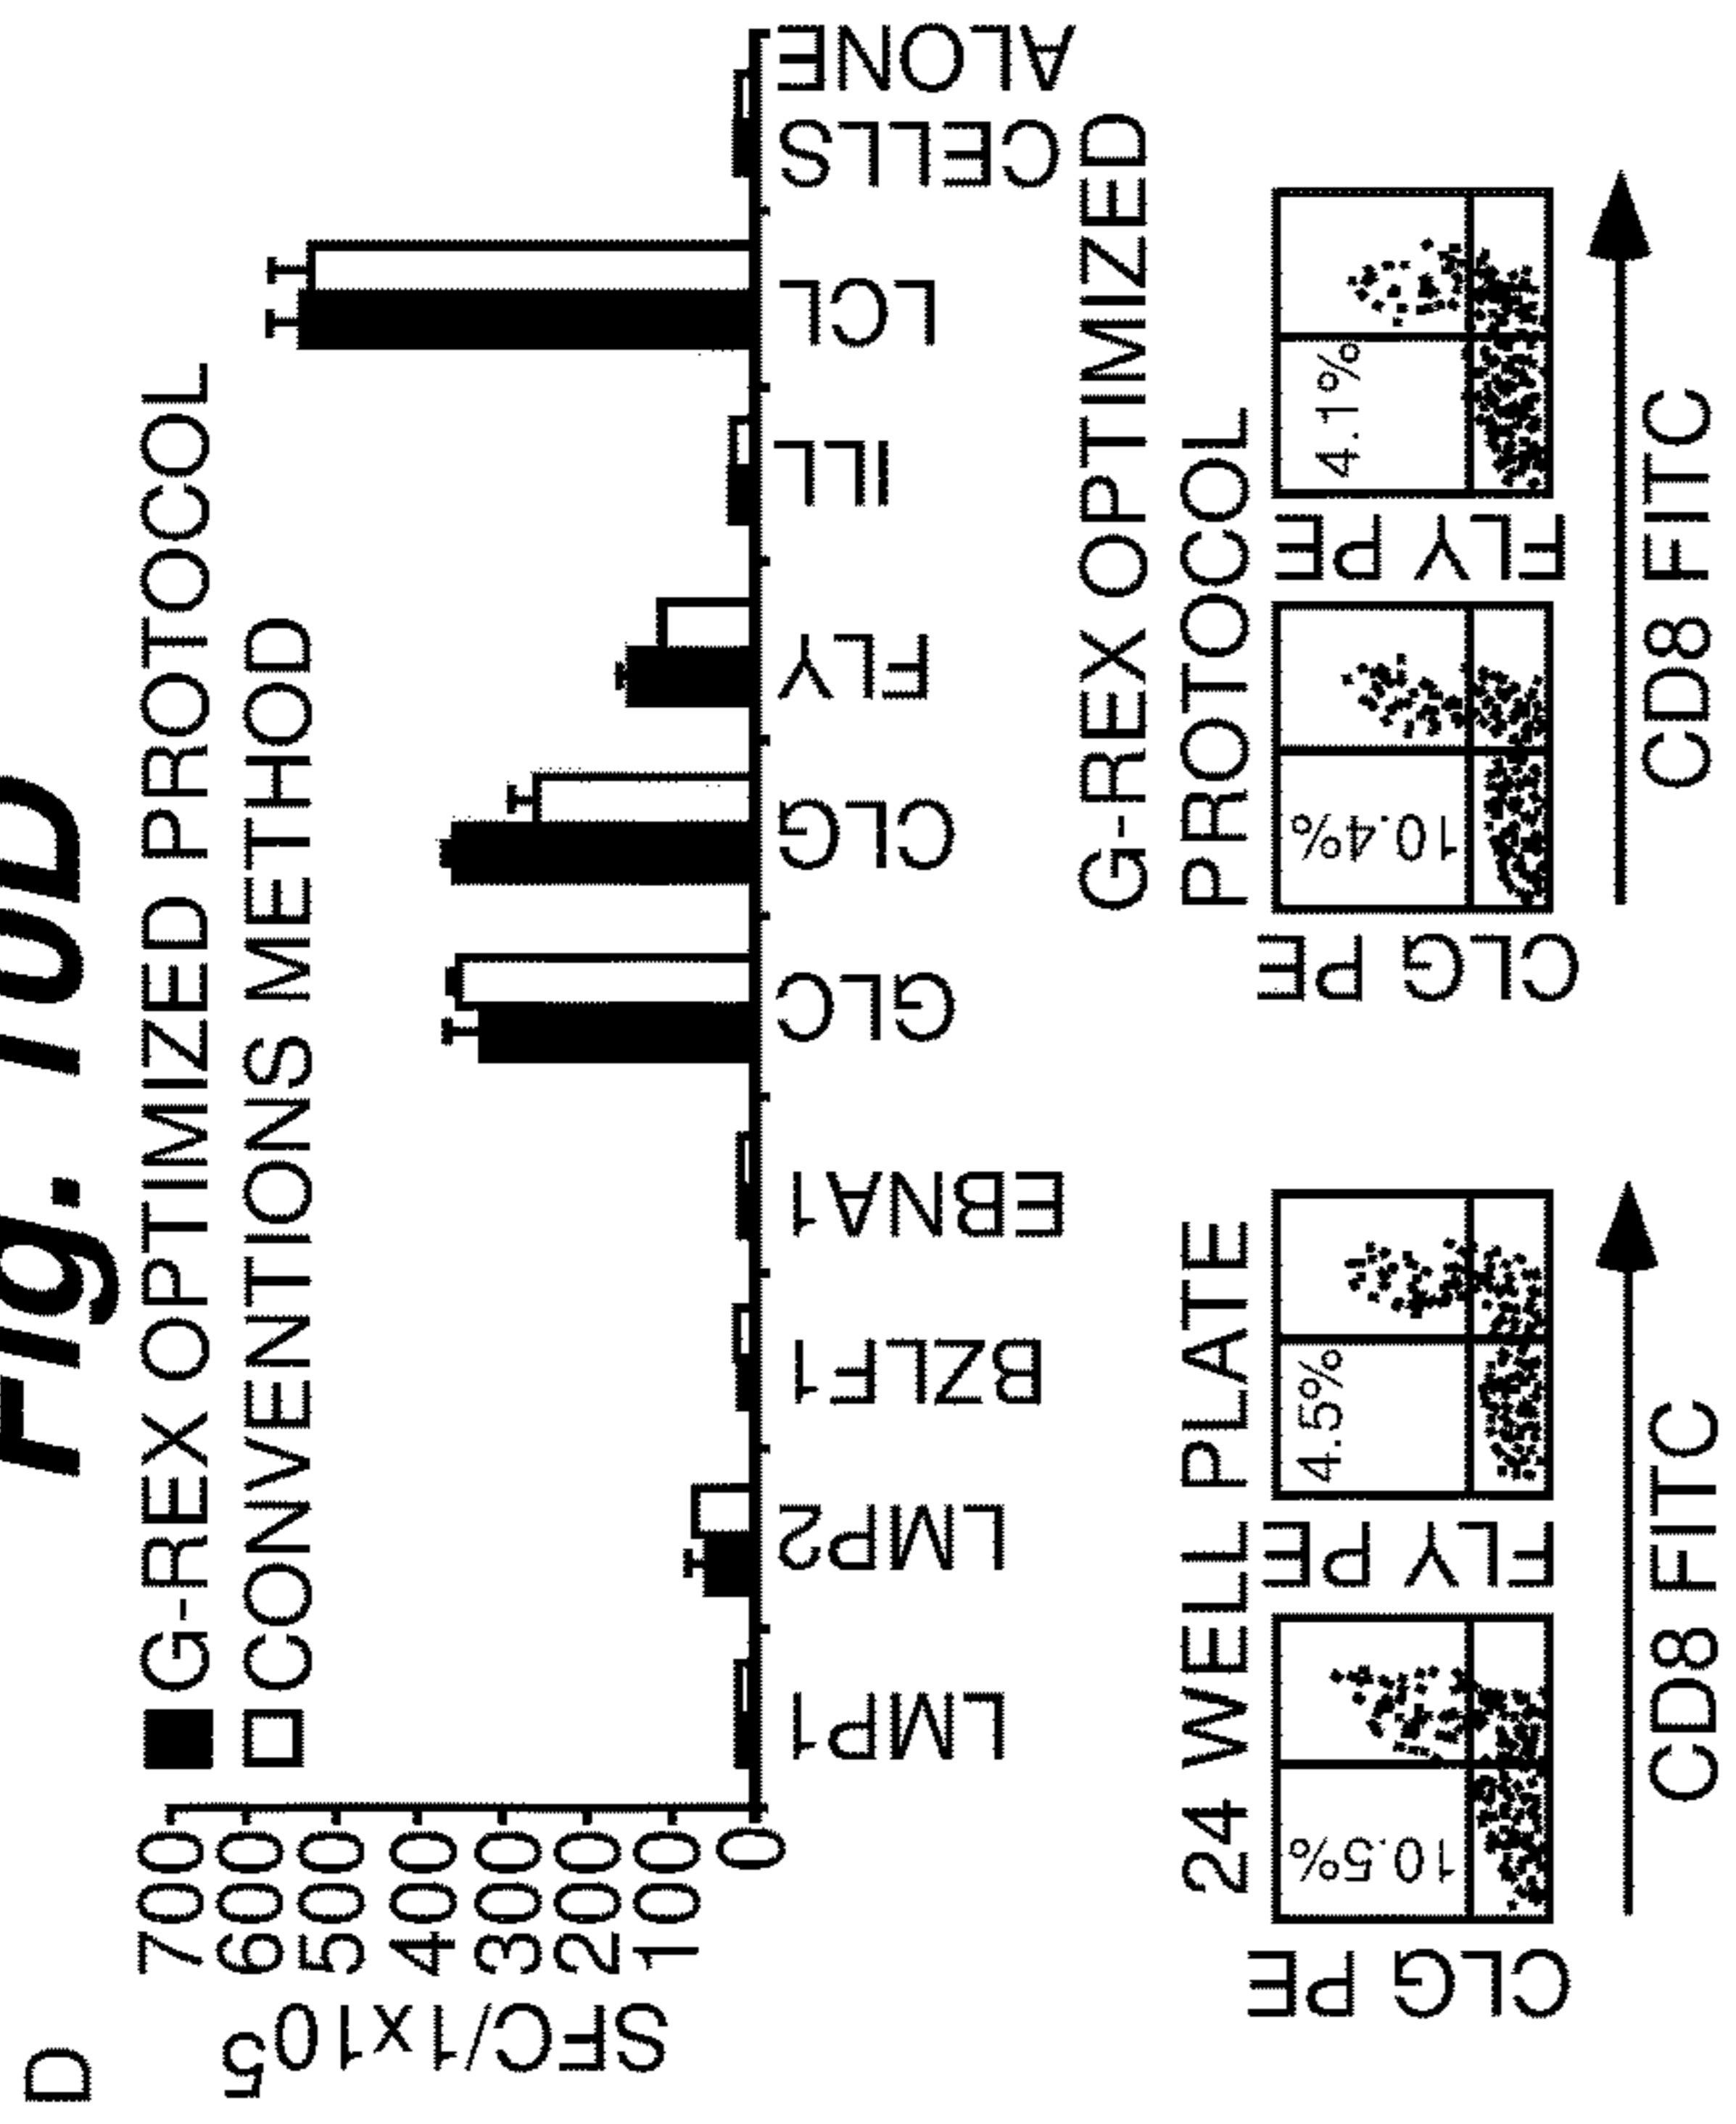 Fig. 10D
D
G-REX OPTIMIZED PROTOCOL
CONVENTIONS METHOD
700
600
500
400
300
200
100
0
SFC/1x10^5
LMP1
LMP2
BZLF1
EBNA1
GLC
CLG
FLY
ILL
LCL
CELLS
ALONE
24 WELL PLATE
CLG PE
10.5%
FLY PE
4.5%
CD8 FITC
G-REX OPTIMIZED
PROTOCOL
CLG PE
10.4%
FLY PE
4.1%
CD8 FITC